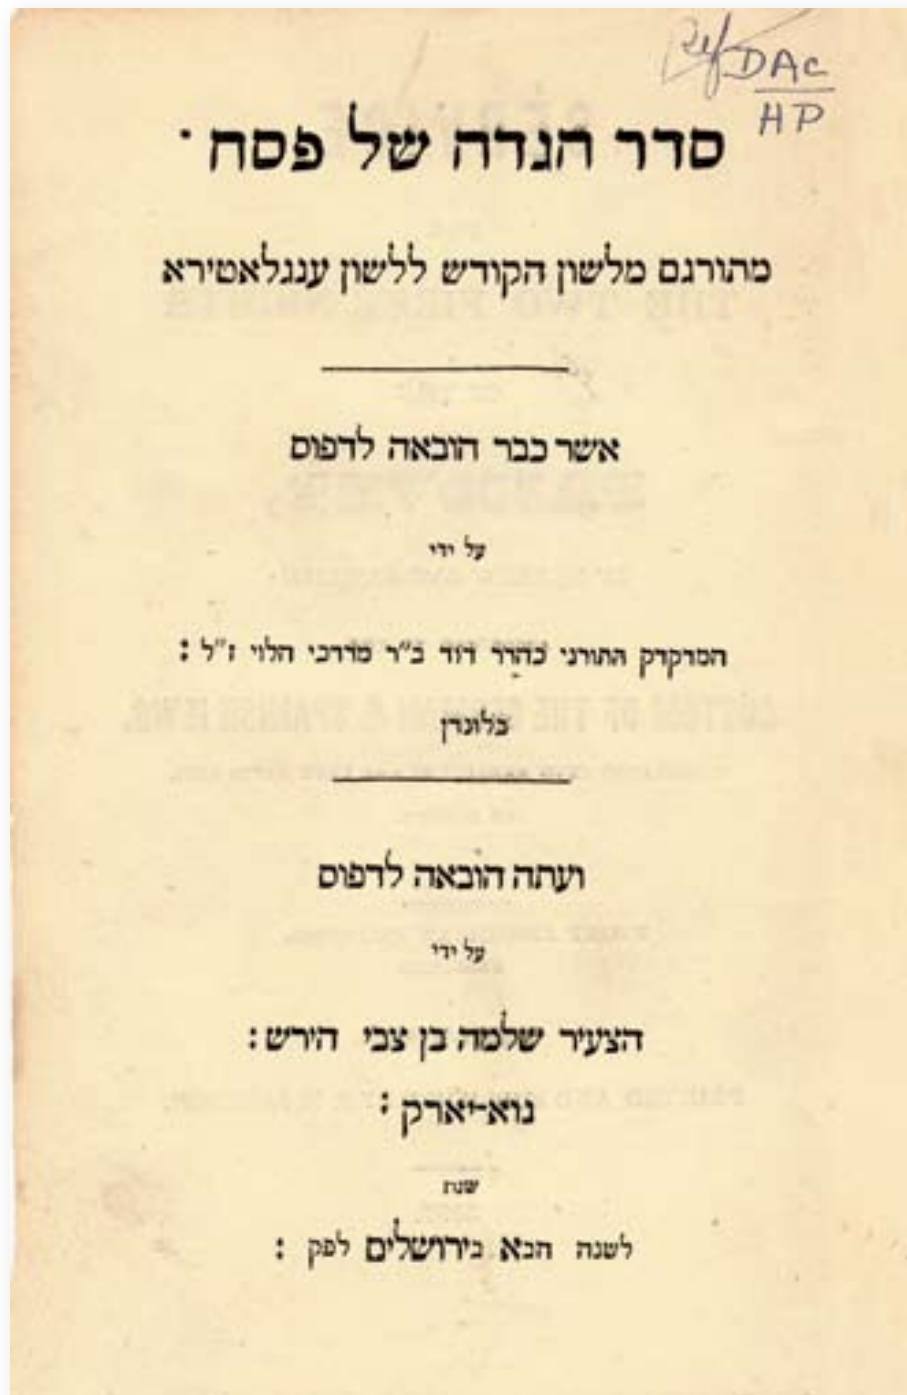 Ref DAC
HP
סדר הגדה של פסח ·
מתורגם מלשון הקודש ללשון ענגלאטירא
אשר כבר הובאה לדפוס
על ידי
המדקדק התורני כהרר דוד ב"ר מרדכי הלוי ז"ל :
בלונדן
ועתה הובאה לדפוס
על ידי
הצעיר שלמה בן צבי הירש :
נוא-יארק :
שנת
לשנה הבא בירושלים לפק :